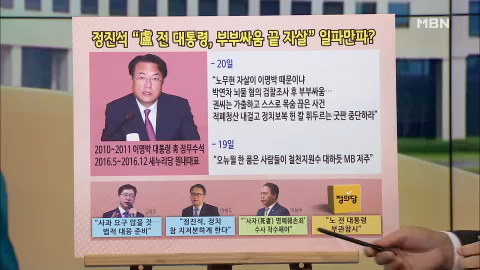 MBN
정진석 “盧 전 대통령, 부부싸움 끝 자살” 일파만파?
- 20일
“노무현 자살이 이명박 때문이냐
박연차 뇌물 혐의 검찰조사 후 부부싸움…
권씨는 가출하고 스스로 목숨 끊은 사건
적폐청산 내걸고 정치보복 헌 칼 휘두르는 굿판 중단하라”
2010~2011 이명박 대통령 靑 정무수석
2016.5~2016.12 새누리당 원내대표
- 19일
“오뉴월 한 품은 사람들이 철천지원수 대하듯 MB 저주”
정의당
“사과 요구 않을 것…
법적 대응 준비”
“정진석, 정치
참 지저분하게 한다”
“‘사자(死者) 명예훼손죄’
수사 착수해야”
“노 전 대통령
부관참시”